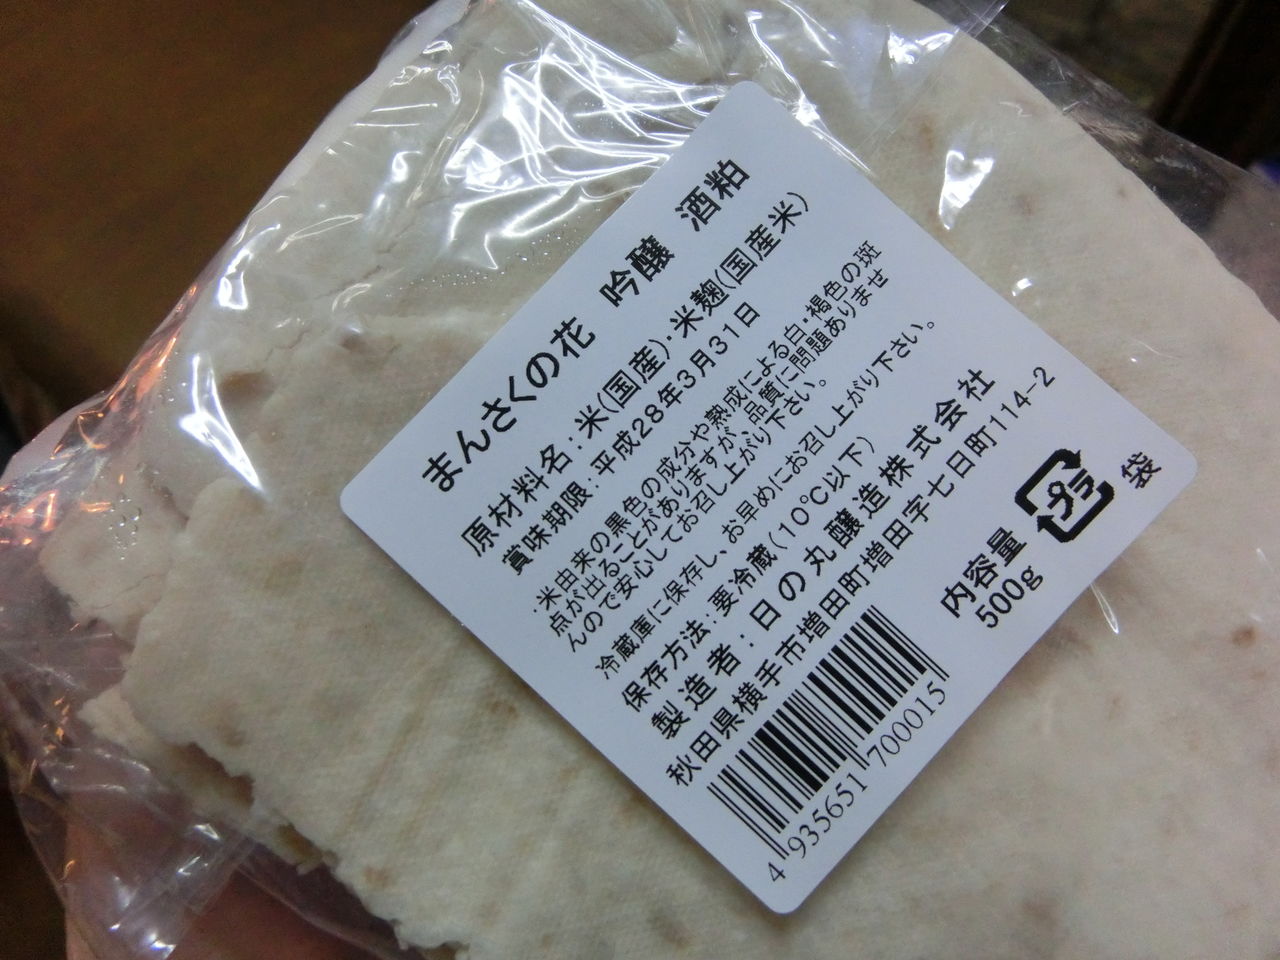 まんさくの花 吟醸 酒粕
原材料名：米(国産)・米麹(国産米)
賞味期限：平成28年3月31日
・米由来の黒色の成分や熟成による白・褐色の斑
点が出ることがありますが、品質に問題ありませ
んので安心してお召し上がり下さい。
冷蔵庫に保存し、お早めにお召し上がり下さい。
保存方法：要冷蔵(10℃以下)
製造者：日の丸醸造株式会社
秋田県横手市増田町増田字七日町114-2
内容量
500g
プラ
袋
4 935651 700015